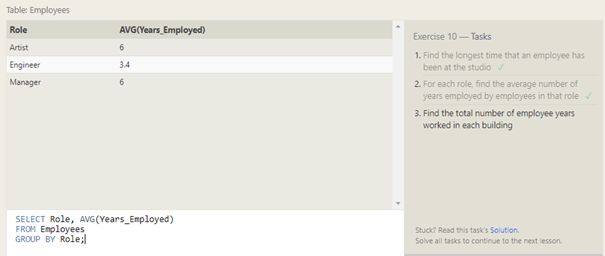 Table: Employees
Role AVG(Years_Employed)
Artist 6
Engineer 3.4
Manager 6
SELECT Role, AVG(Years_Employed)
FROM Employees
GROUP BY Role;
Exercise 10 — Tasks
1. Find the longest time that an employee has
been at the studio ✓
2. For each role, find the average number of
years employed by employees in that role ✓
3. Find the total number of employee years
worked in each building
Stuck? Read this task's Solution.
Solve all tasks to continue to the next lesson.